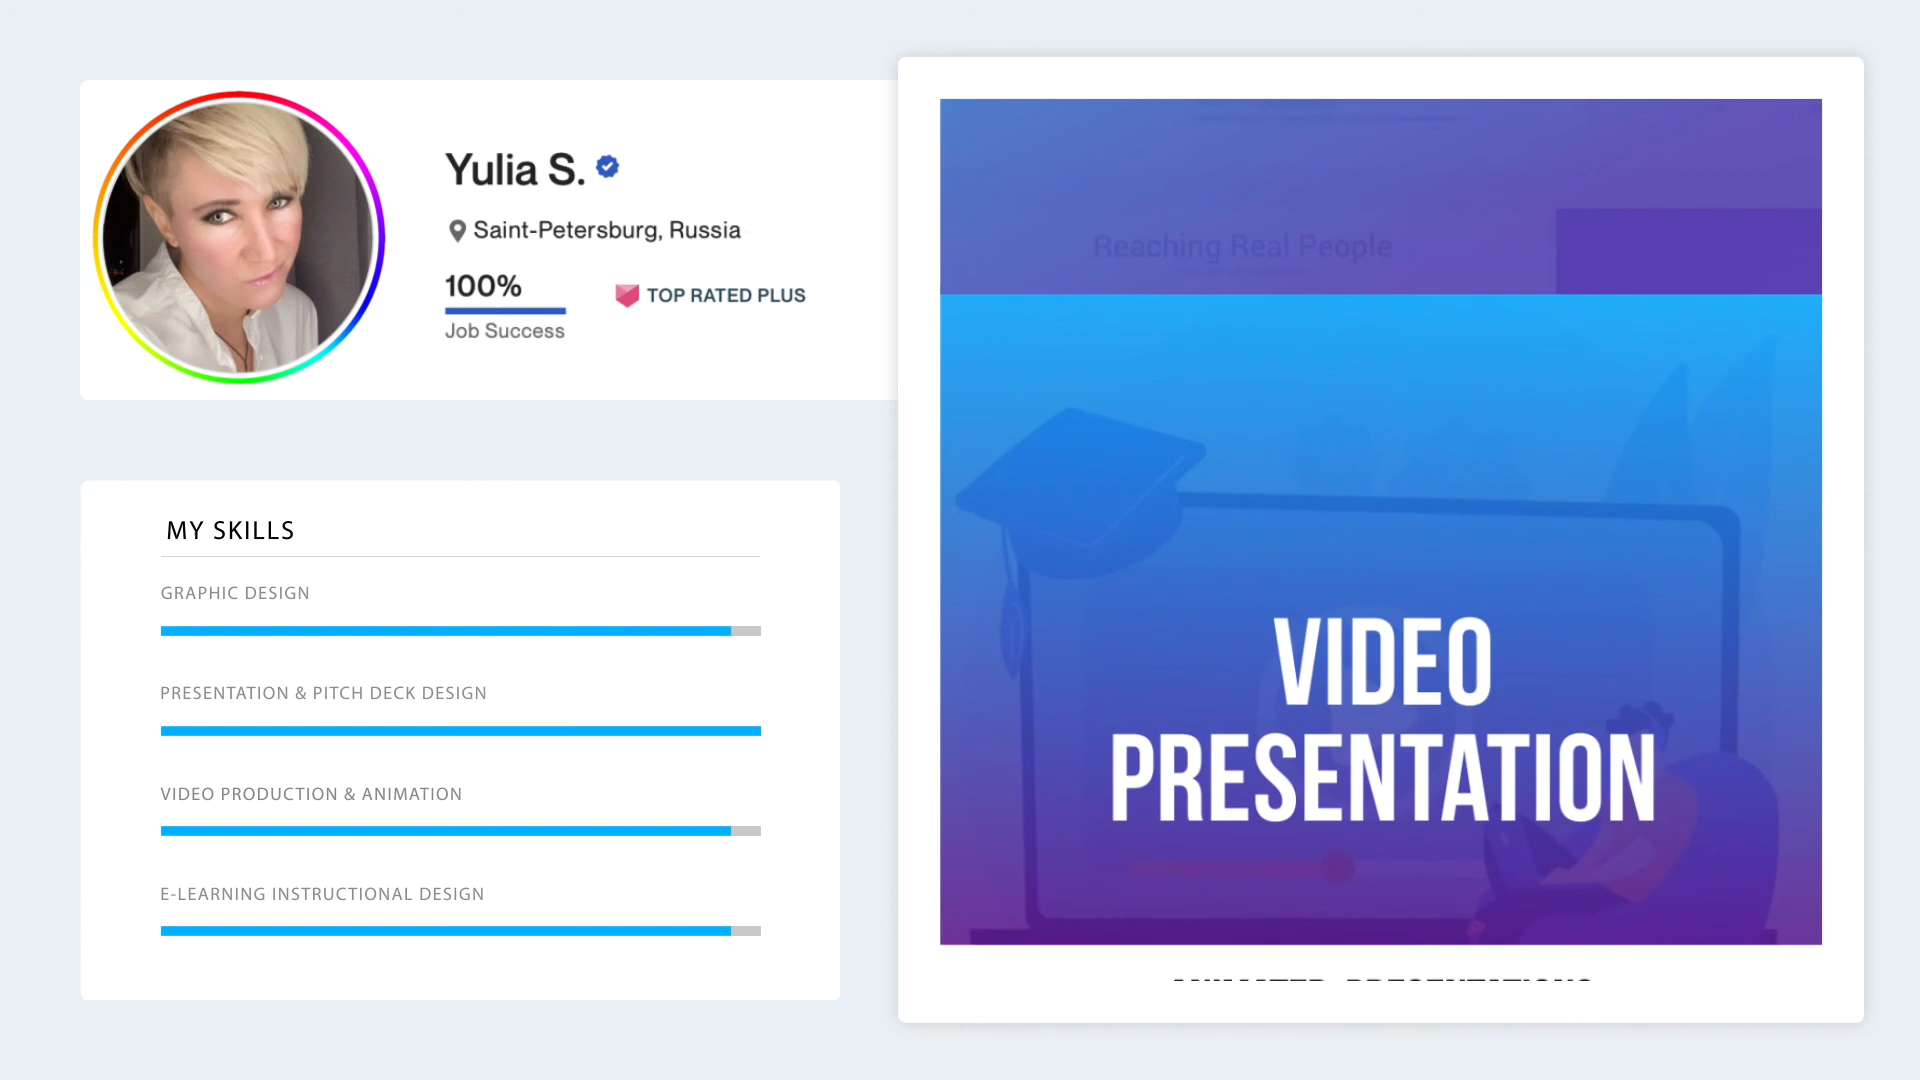 Yulia S.
Saint-Petersburg, Russia
100%
Job Success
TOP RATED PLUS
MY SKILLS
GRAPHIC DESIGN
PRESENTATION & PITCH DECK DESIGN
VIDEO PRODUCTION & ANIMATION
E-LEARNING INSTRUCTIONAL DESIGN
Reaching Real People
VIDEO
PRESENTATION